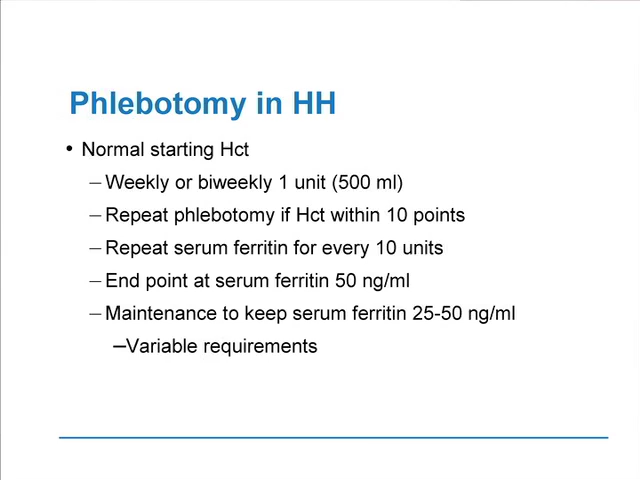 Phlebotomy in HH
• Normal starting Hct
– Weekly or biweekly 1 unit (500 ml)
– Repeat phlebotomy if Hct within 10 points
– Repeat serum ferritin for every 10 units
– End point at serum ferritin 50 ng/ml
– Maintenance to keep serum ferritin 25-50 ng/ml
–Variable requirements